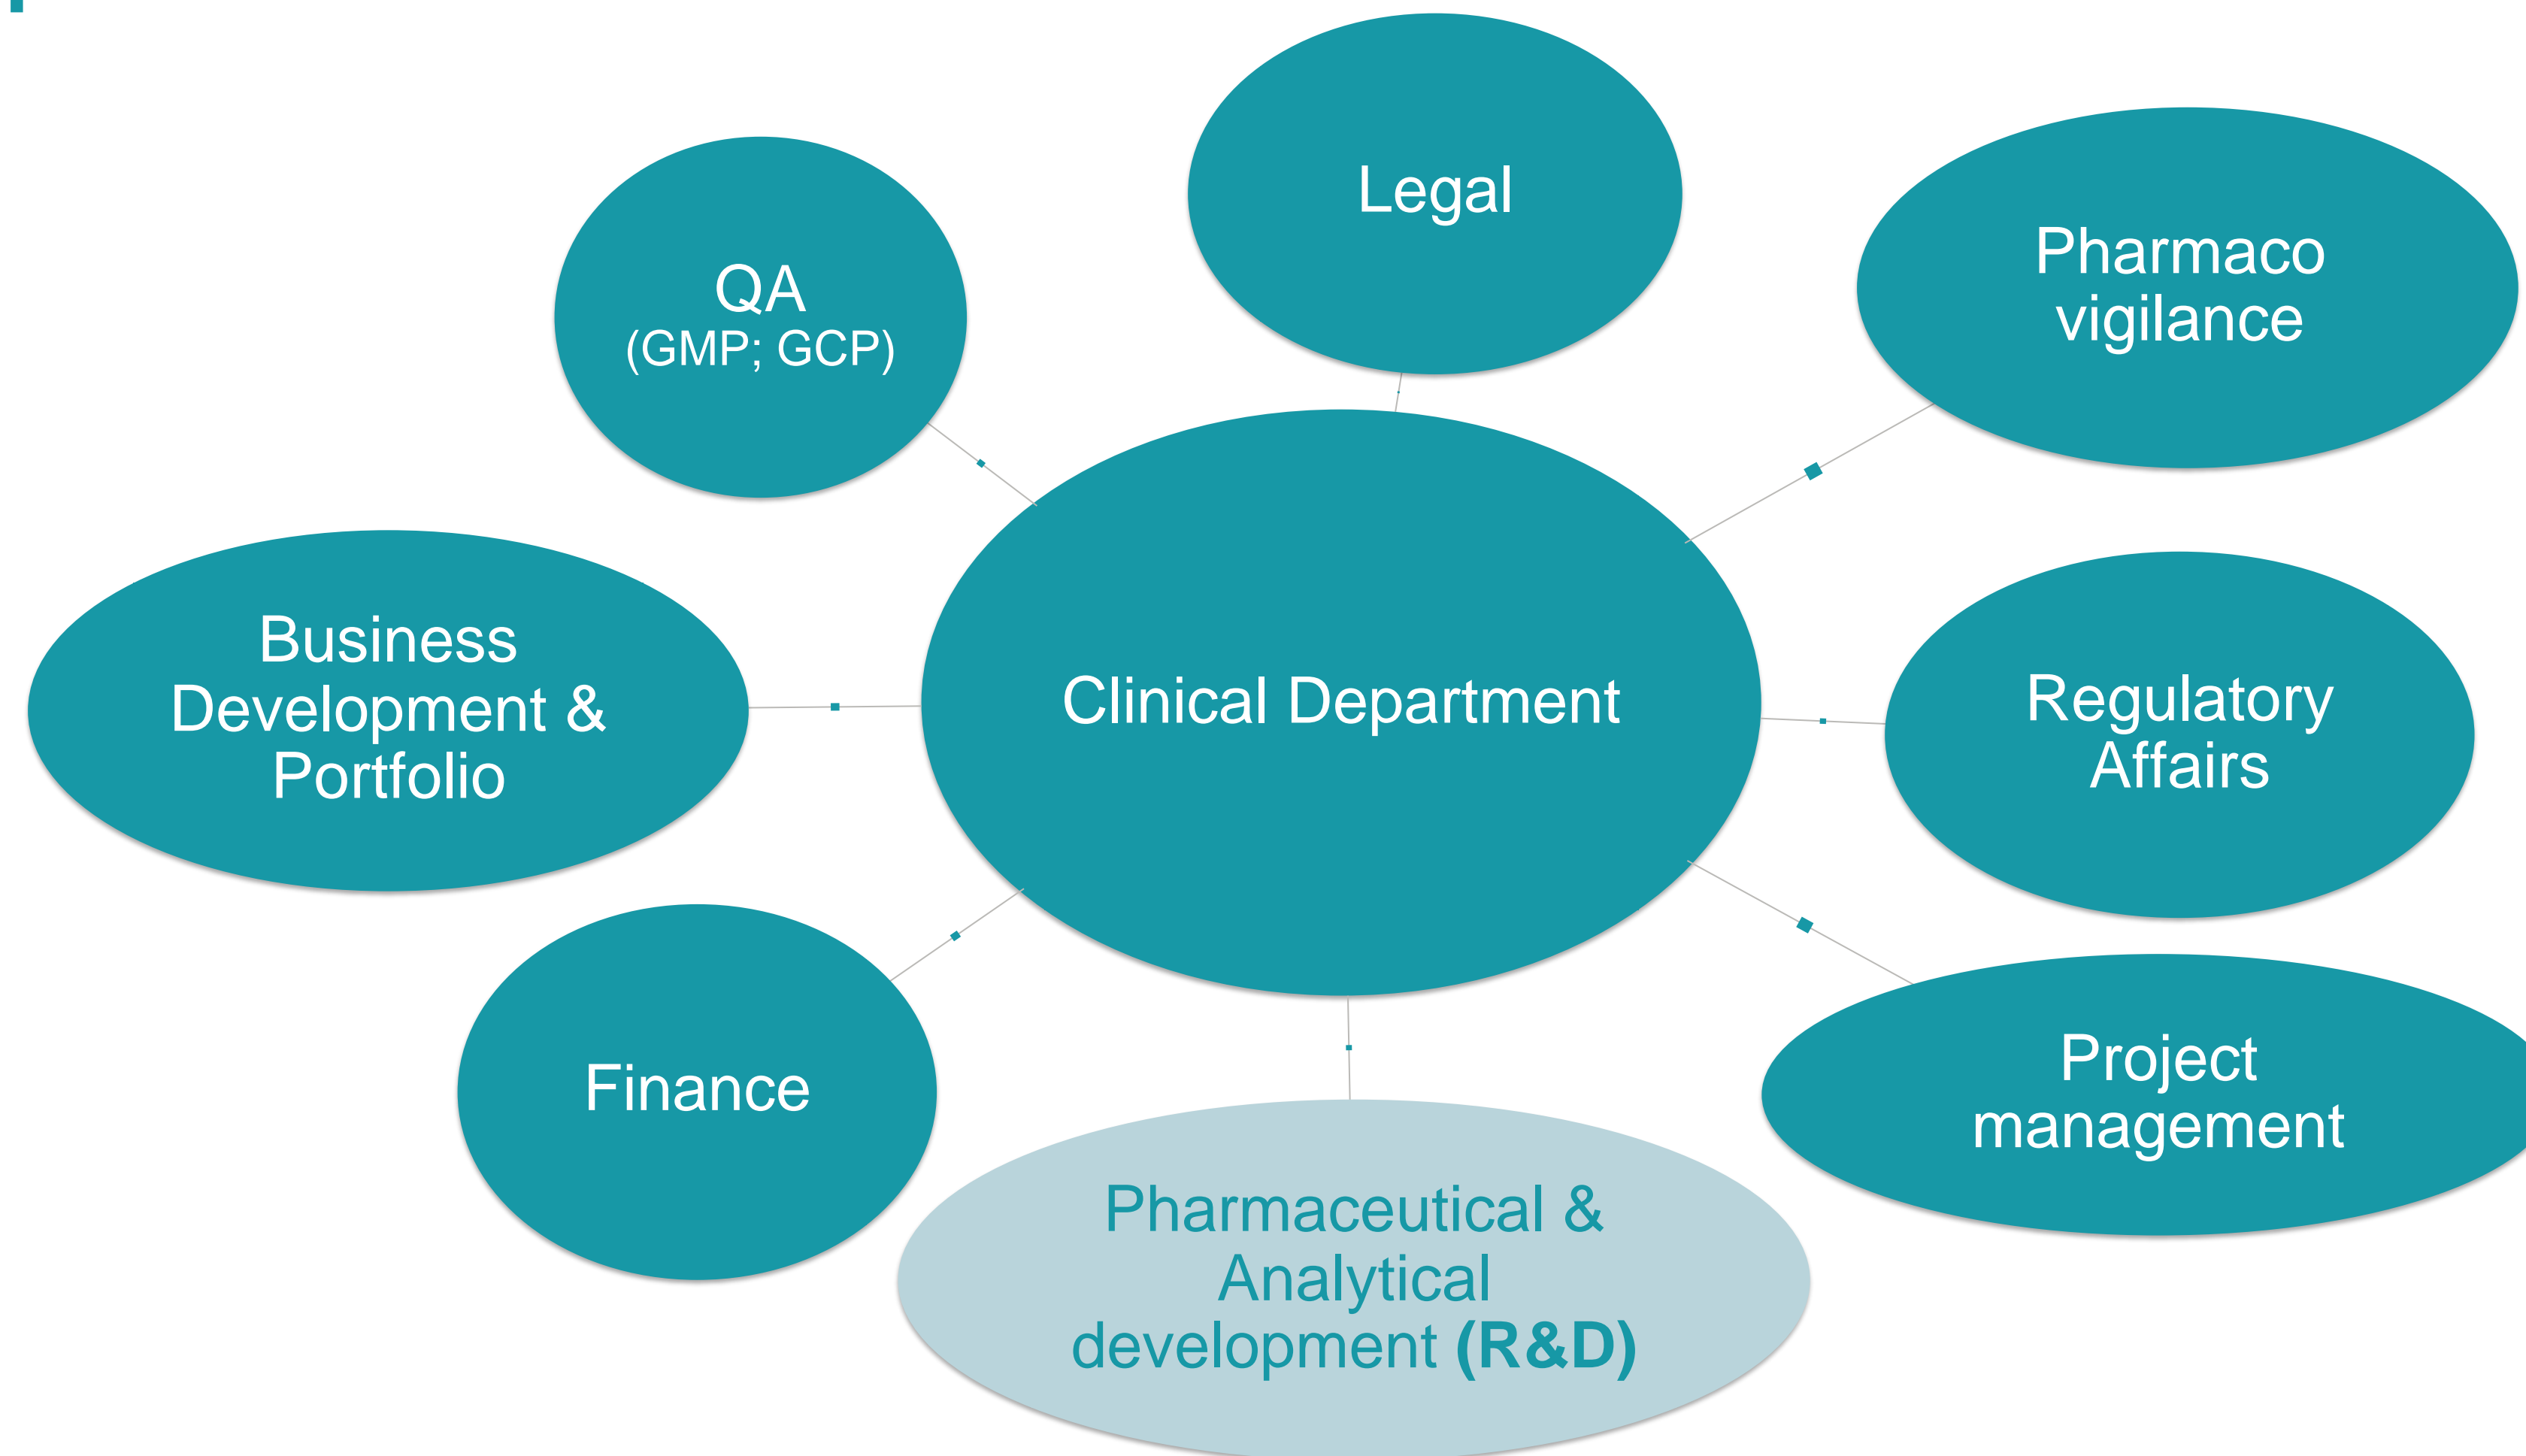 Legal
QA
(GMP; GCP)
Pharmaco
vigilance
Business
Development &
Portfolio
Clinical Department
Regulatory
Affairs
Finance
Project
management
Pharmaceutical &
Analytical
development (R&D)